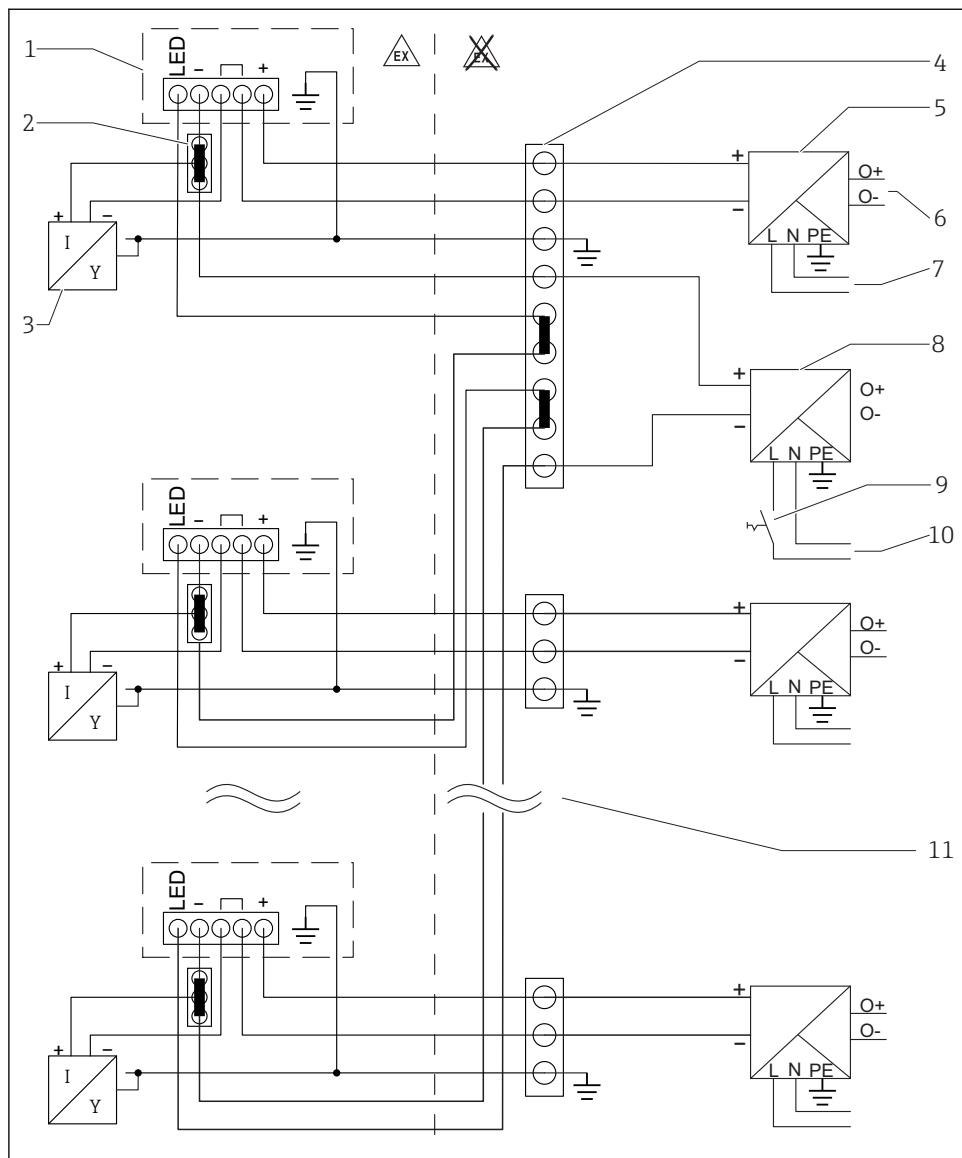 1
LED
-
+
EX
EX
4
2
5
+
O+
6
-
O-
+
-
L N PE
I
Y
7
3
8
+
O+
-
O-
L N PE
9
LED
-
+
10
+
O+
-
O-
+
-
L N PE
I
Y
11
LED
-
+
+
O+
-
O-
+
-
L N PE
I
Y